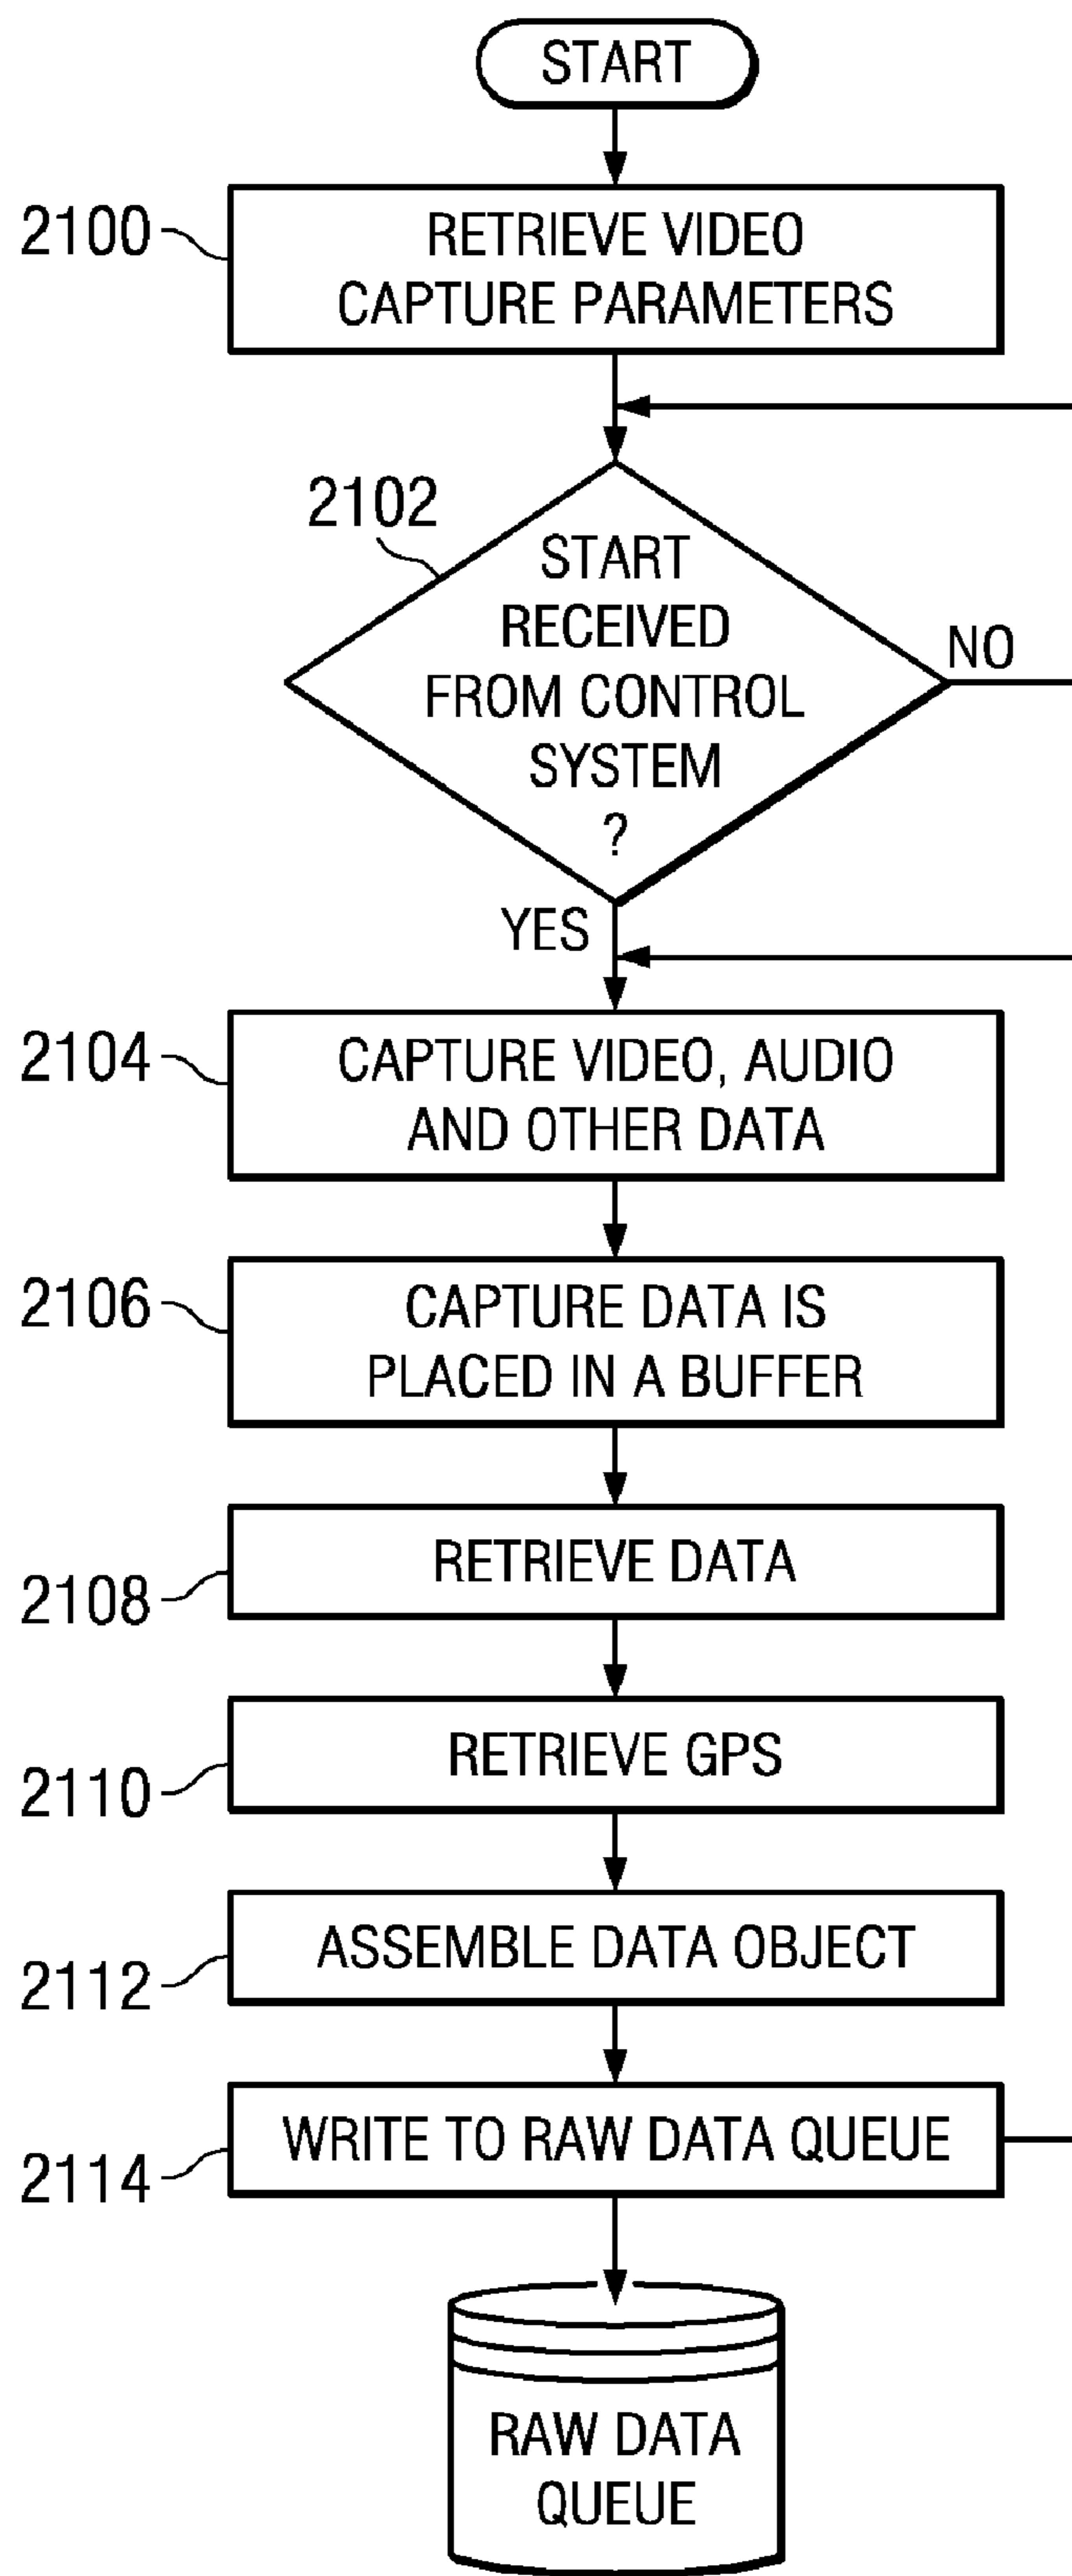 START
2100
RETRIEVE VIDEO
CAPTURE PARAMETERS
2102
START
RECEIVED
FROM CONTROL
SYSTEM
?
NO
YES
2104
CAPTURE VIDEO, AUDIO
AND OTHER DATA
2106
CAPTURE DATA IS
PLACED IN A BUFFER
RETRIEVE DATA
2108
RETRIEVE GPS
2110
ASSEMBLE DATA OBJECT
2112
WRITE TO RAW DATA QUEUE
2114
RAW DATA
QUEUE